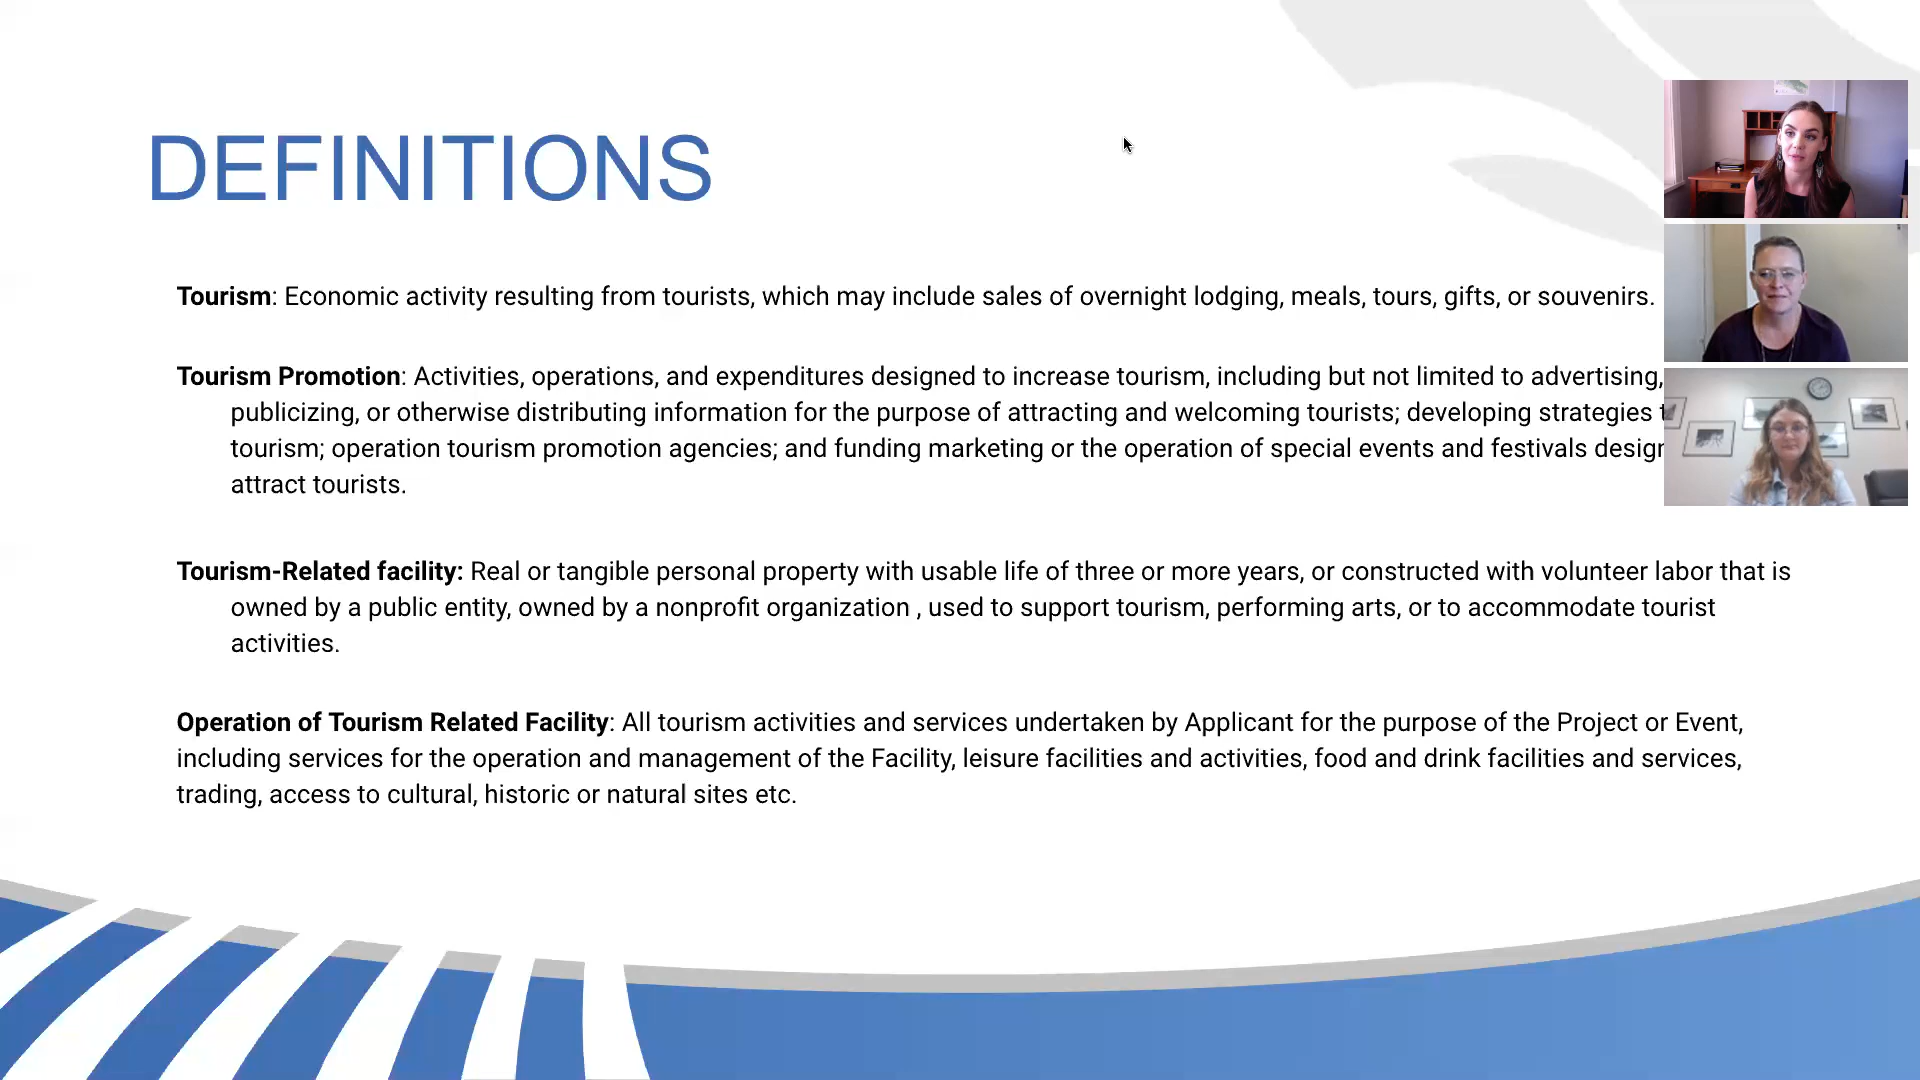 DEFINITIONS
Tourism: Economic activity resulting from tourists, which may include sales of overnight lodging, meals, tours, gifts, or souvenirs.
Tourism Promotion: Activities, operations, and expenditures designed to increase tourism, including but not limited to advertising,
publicizing, or otherwise distributing information for the purpose of attracting and welcoming tourists; developing strategies
tourism; operation tourism promotion agencies; and funding marketing or the operation of special events and festivals
attract tourists.
Tourism-Related facility: Real or tangible personal property with usable life of three or more years, or constructed with volunteer labor that is
owned by a public entity, owned by a nonprofit organization , used to support tourism, performing arts, or to accommodate tourist
activities.
Operation of Tourism Related Facility: All tourism activities and services undertaken by Applicant for the purpose of the Project or Event,
including services for the operation and management of the Facility, leisure facilities and activities, food and drink facilities and services,
trading, access to cultural, historic or natural sites etc.